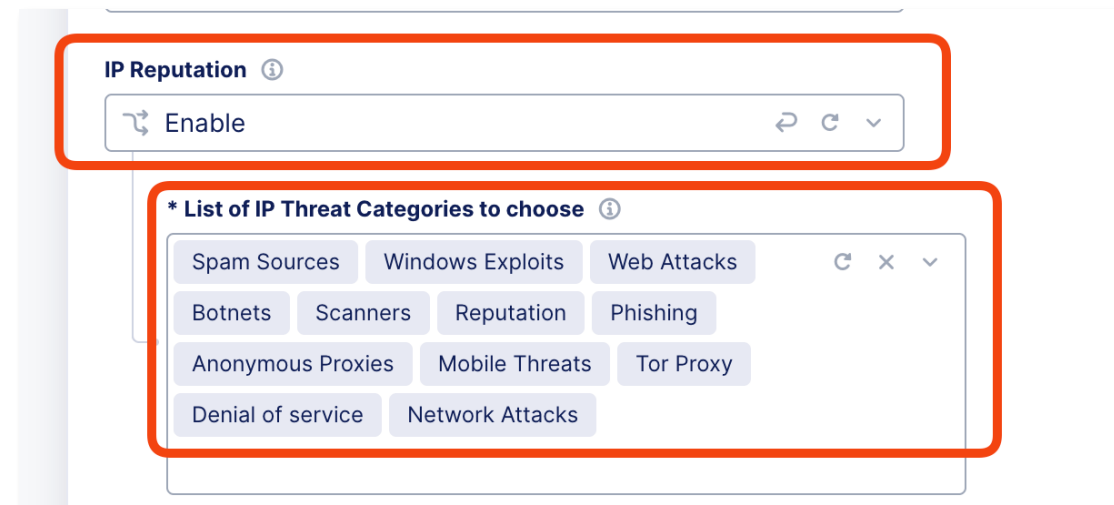 IP Reputation
Enable
* List of IP Threat Categories to choose
Spam Sources Windows Exploits Web Attacks
Botnets Scanners Reputation Phishing
Anonymous Proxies Mobile Threats Tor Proxy
Denial of service Network Attacks